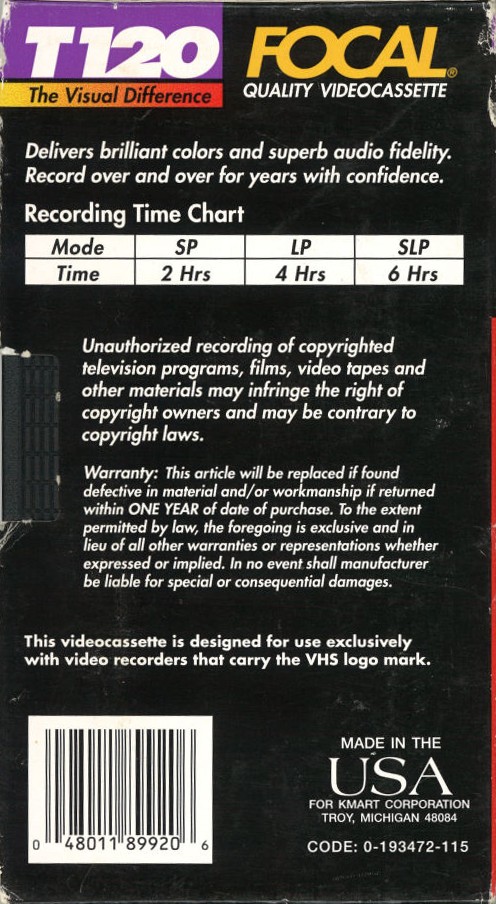 T120
The Visual Difference
FOCAL®
QUALITY VIDEOCASSETTE
Delivers brilliant colors and superb audio fidelity.
Record over and over for years with confidence.
Recording Time Chart
Mode SP LP SLP
Time 2 Hrs 4 Hrs 6 Hrs
Unauthorized recording of copyrighted
television programs, films, video tapes and
other materials may infringe the right of
copyright owners and may be contrary to
copyright laws.
Warranty: This article will be replaced if found
defective in material and/or workmanship if returned
within ONE YEAR of date of purchase. To the extent
permitted by law, the foregoing is exclusive and in
lieu of all other warranties or representations whether
expressed or implied. In no event shall manufacturer
be liable for special or consequential damages.
This videocassette is designed for use exclusively
with video recorders that carry the VHS logo mark.
0 48011 89920 6
MADE IN THE
USA
FOR KMART CORPORATION
TROY, MICHIGAN 48084
CODE: 0-193472-115